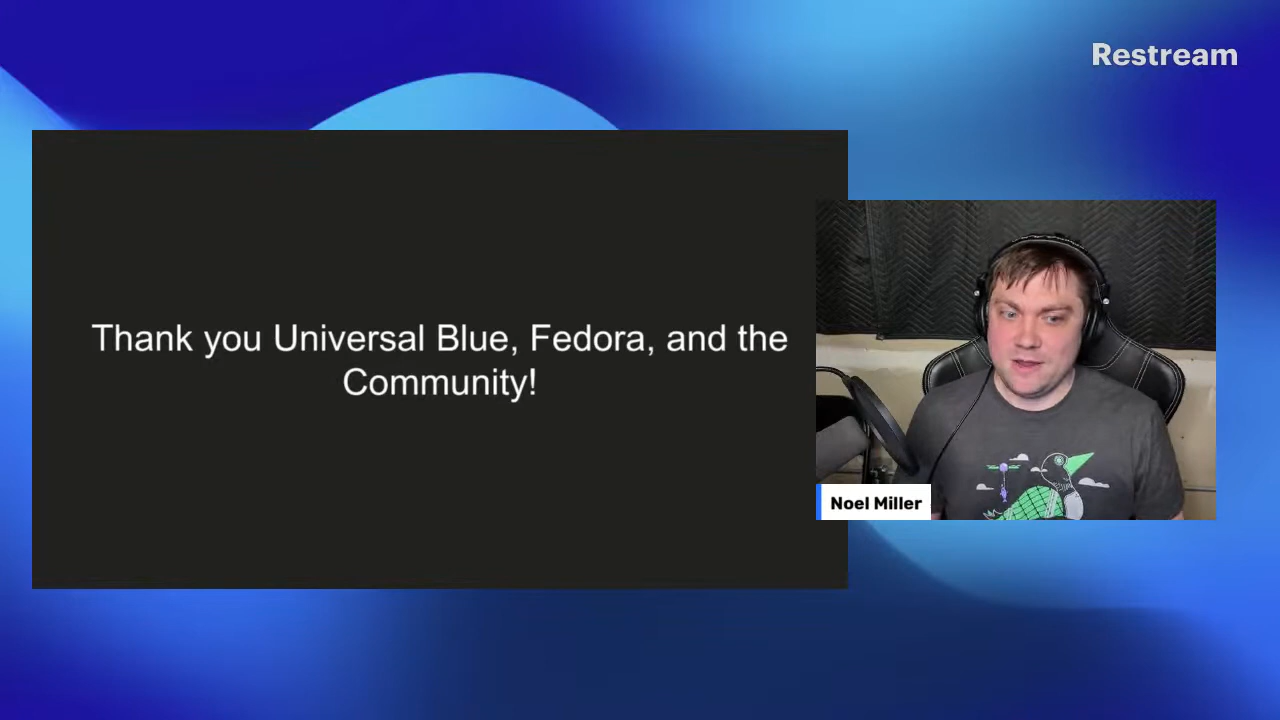 Restream
Thank you Universal Blue, Fedora, and the
Community!
Noel Miller